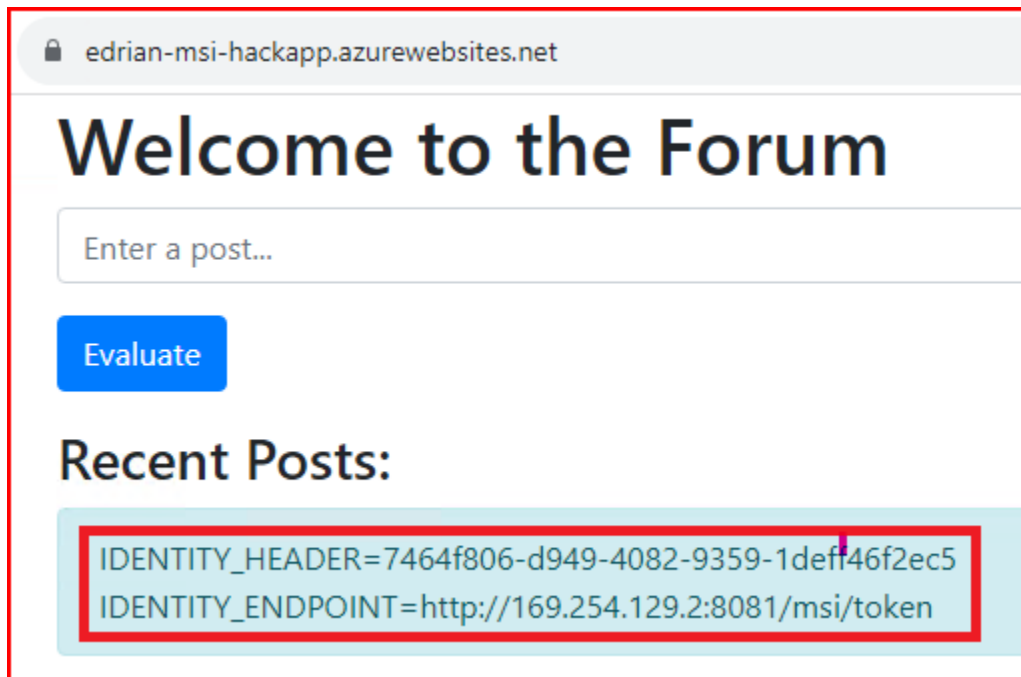 edrian-msi-hackapp.azurewebsites.net
Welcome to the Forum
Enter a post...
Evaluate
Recent Posts:
IDENTITY_HEADER=7464f806-d949-4082-9359-1deff46f2ec5
IDENTITY_ENDPOINT=http://169.254.129.2:8081/msi/token